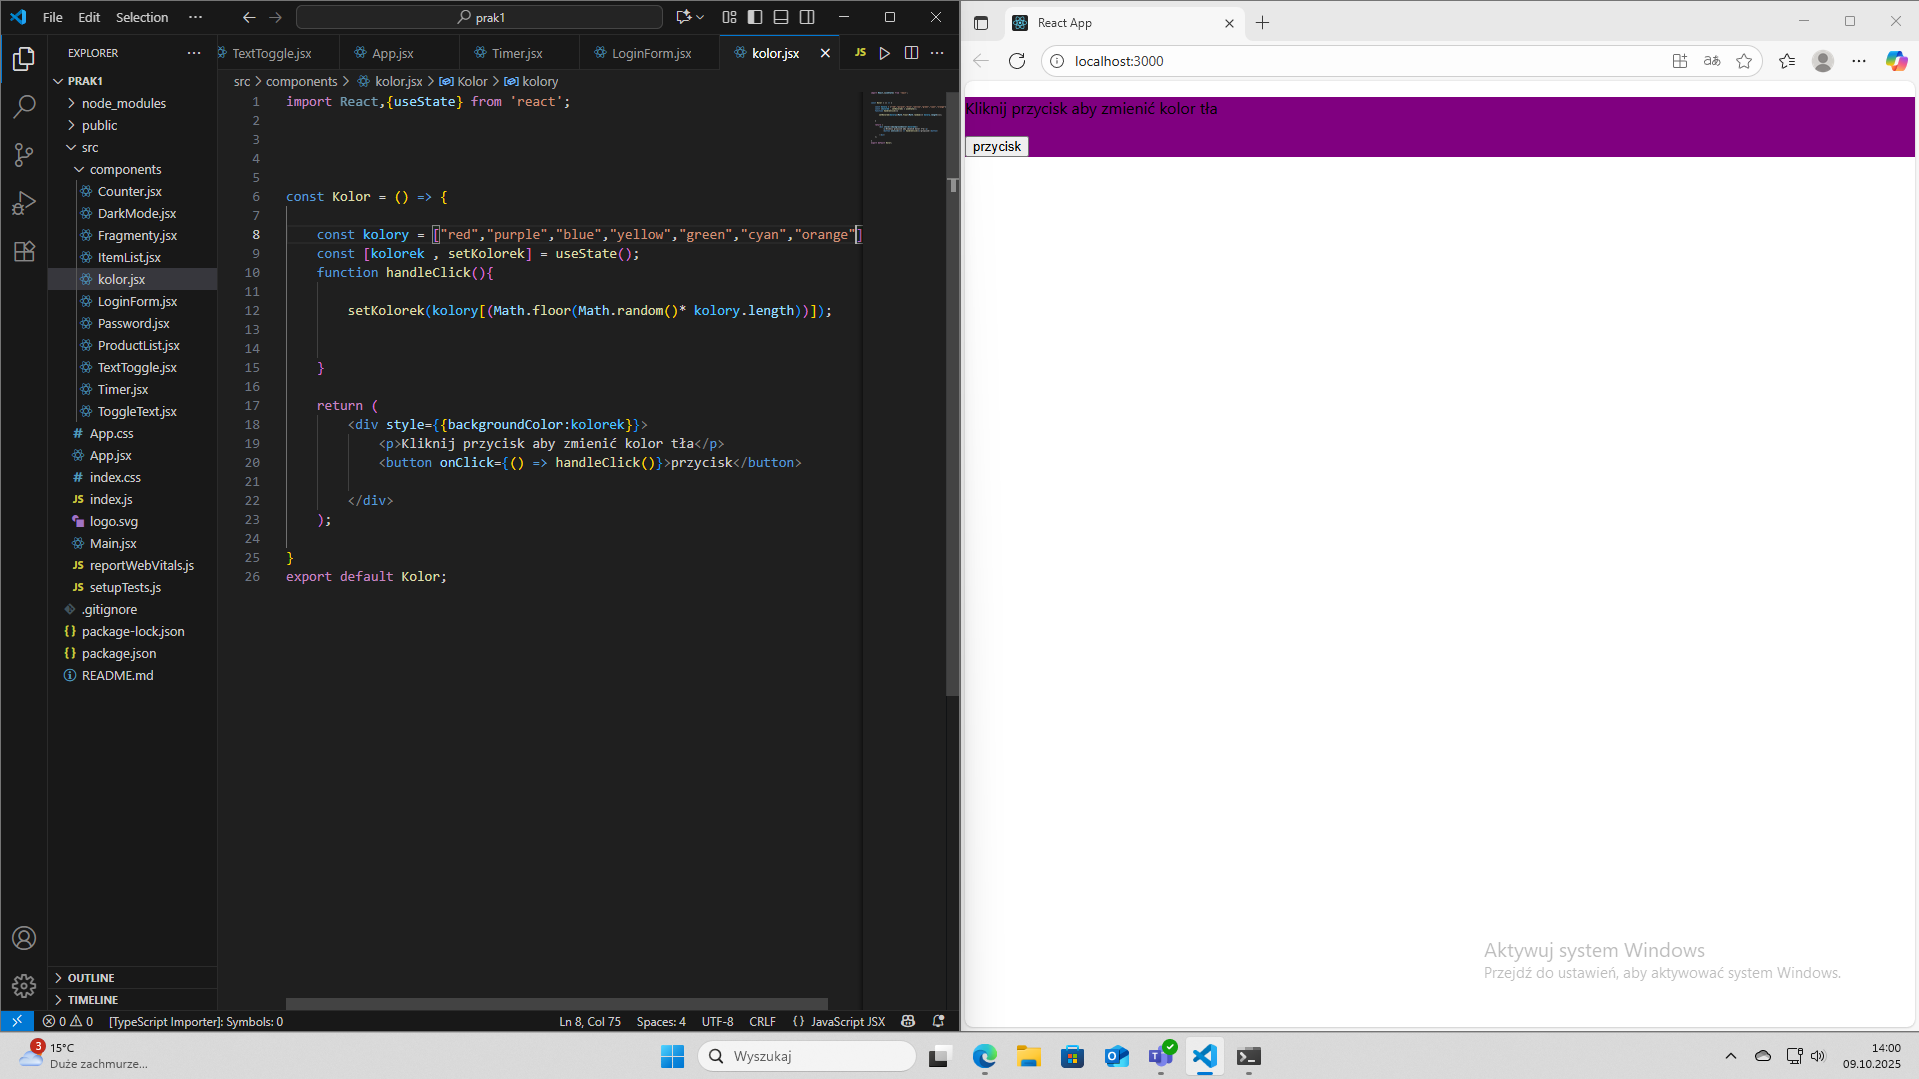 File Edit Selection ··· prak1
EXPLORER ···
PRAK1
node_modules
public
src
components
Counter.jsx
DarkMode.jsx
Fragmenty.jsx
ItemList.jsx
kolor.jsx
LoginForm.jsx
Password.jsx
ProductList.jsx
TextToggle.jsx
Timer.jsx
ToggleText.jsx
# App.css
App.jsx
# index.css
JS index.js
logo.svg
Main.jsx
JS reportWebVitals.js
JS setupTests.js
.gitignore
{} package-lock.json
{} package.json
README.md
OUTLINE
TIMELINE
TextToggle.jsx App.jsx Timer.jsx LoginForm.jsx kolor.jsx JS ···
src > components > kolor.jsx > Kolor > kolory
1 import React,{useState} from 'react';
2
3
4
5
6 const Kolor = () => {
7
8 const kolory = ["red","purple","blue","yellow","green","cyan","orange"]
9 const [kolorek , setKolorek] = useState();
10 function handleClick(){
11
12 setKolorek(kolory[(Math.floor(Math.random()* kolory.length))]);
13
14
15 }
16
17 return (
18 <div style={{backgroundColor:kolorek}}>
19 <p>Kliknij przycisk aby zmienić kolor tła</p>
20 <button onClick={() => handleClick()}>przycisk</button>
21
22 </div>
23 );
24
25 }
26 export default Kolor;
0 0 [TypeScript Importer]: Symbols: 0 Ln 8, Col 75 Spaces: 4 UTF-8 CRLF {} JavaScript JSX
React App
localhost:3000
Kliknij przycisk aby zmienić kolor tła
przycisk
Aktywuj system Windows
Przejdź do ustawień, aby aktywować system Windows.
3 15°C
Duże zachmurze...
Wyszukaj
14:00
09.10.2025